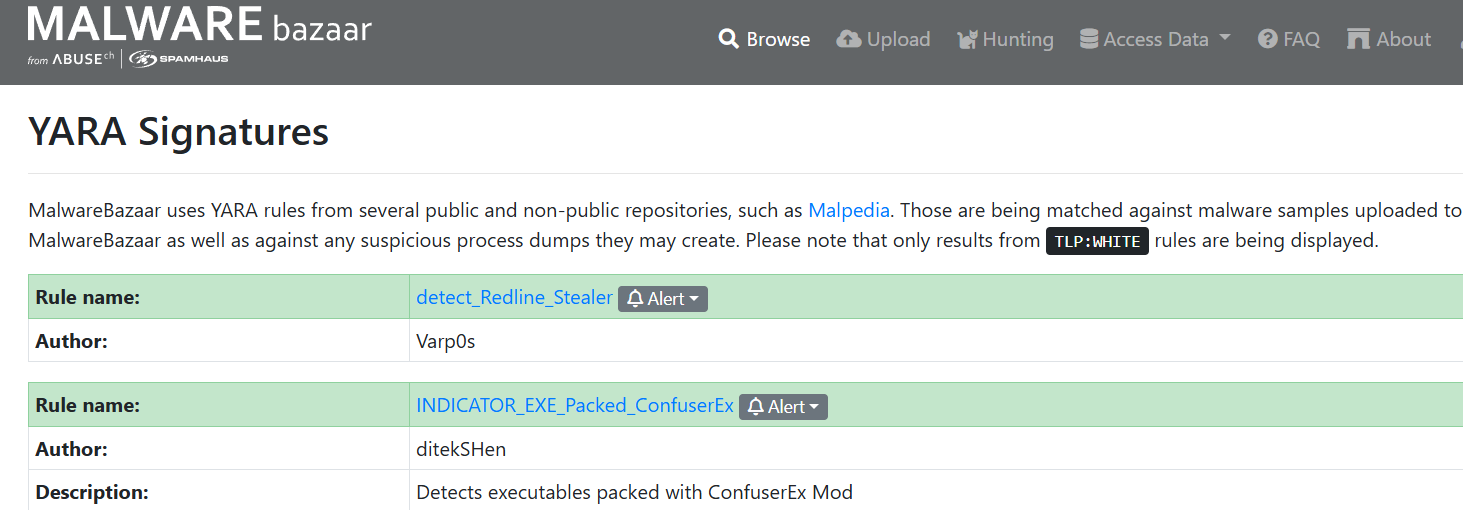 MALWARE bazaar
from ABUSE ch | SPAMHAUS
Browse Upload Hunting Access Data FAQ About
YARA Signatures
MalwareBazaar uses YARA rules from several public and non-public repositories, such as Malpedia. Those are being matched against malware samples uploaded to
MalwareBazaar as well as against any suspicious process dumps they may create. Please note that only results from TLP:WHITE rules are being displayed.
Rule name: detect_Redline_Stealer Alert
Author: Varp0s
Rule name: INDICATOR_EXE_Packed_ConfuserEx Alert
Author: ditekSHen
Description: Detects executables packed with ConfuserEx Mod